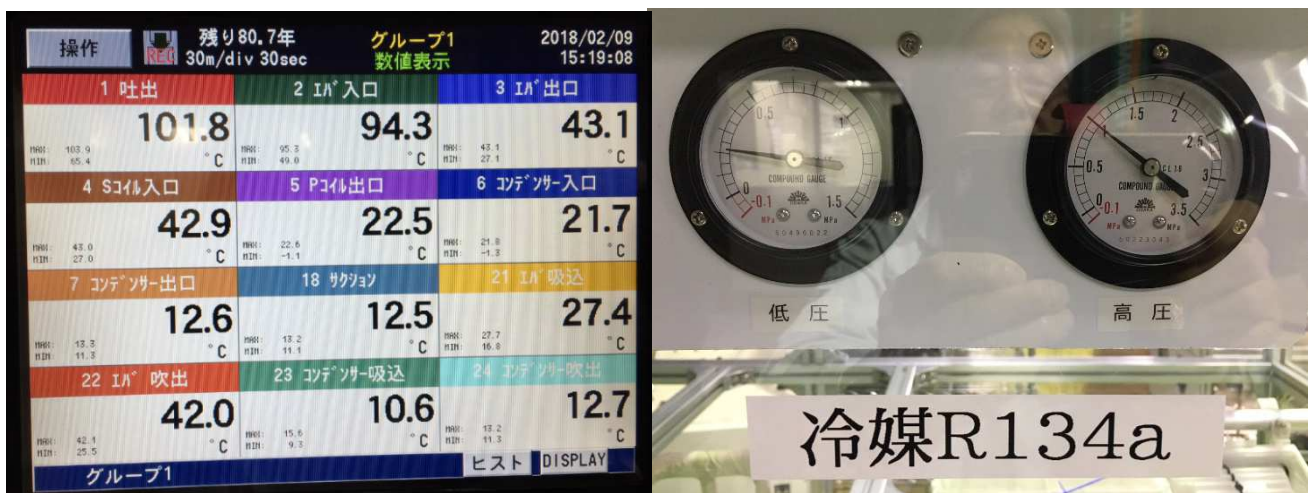 操作
REC
残り80.7年
30m/div 30sec
グループ1
数値表示
2018/02/09
15:19:08
1 吐出
101.8
MAX: 103.9
MIN: 65.4
°C
2 エバ入口
94.3
MAX: 95.3
MIN: 49.0
°C
3 エバ出口
43.1
MAX: 43.1
MIN: 27.1
°C
4 Sコイル入口
42.9
MAX: 43.0
MIN: 27.0
°C
5 Pコイル出口
22.5
MAX: 22.6
MIN: -1.1
°C
6 コンデンサー入口
21.7
MAX: 21.8
MIN: -1.3
°C
7 コンデンサー出口
12.6
MAX: 13.3
MIN: 11.3
°C
18 サクション
12.5
MAX: 13.2
MIN: 11.1
°C
21 エバ吸込
27.4
MAX: 27.7
MIN: 16.8
°C
22 エバ 吹出
42.0
MAX: 42.1
MIN: 25.5
°C
23 コンデンサー吸込
10.6
MAX: 15.6
MIN: 9.3
°C
24 コンデンサー吹出
12.7
MAX: 13.2
MIN: 11.3
°C
グループ1
ヒスト
DISPLAY
0.5
1
COMPOUND GAUGE
0
-0.1
1.5
MPa
MPa
低圧
1
1.5
2
2.5
0.5
3
COMPOUND GAUGE
0
-0.1
3.5
MPa
MPa
高圧
冷媒R134a